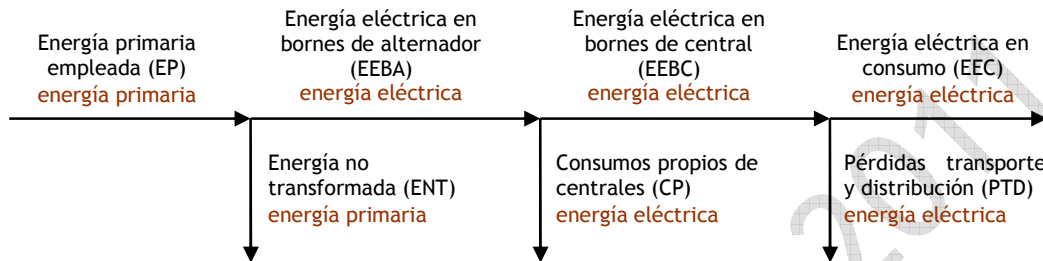 Energía primaria
empleada (EP)
energía primaria
Energía eléctrica en
bornes de alternador
(EEBA)
energía eléctrica
Energía eléctrica en
bornes de central
(EEBC)
energía eléctrica
Energía eléctrica en
consumo (EEC)
energía eléctrica
Energía no
transformada (ENT)
energía primaria
Consumos propios de
centrales (CP)
energía eléctrica
Pérdidas transporte
y distribución (PTD)
energía eléctrica
2011